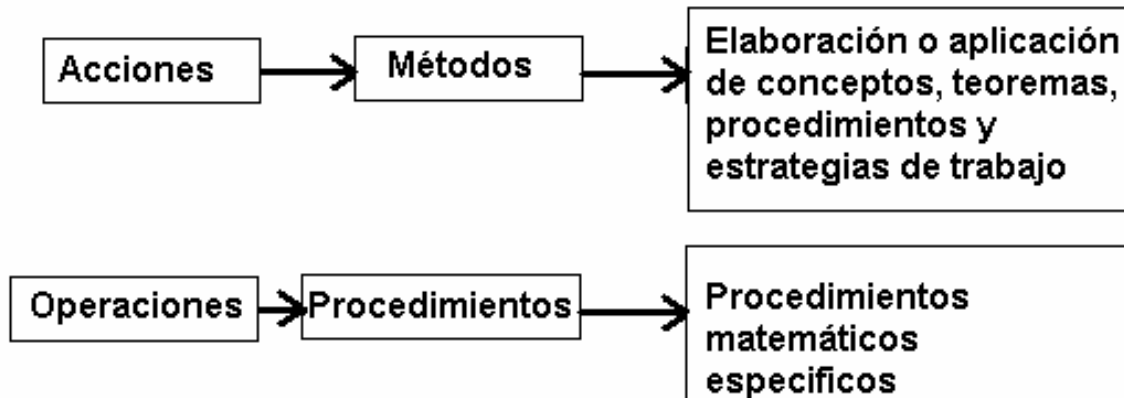 Acciones
Métodos
Elaboración o aplicación
de conceptos, teoremas,
procedimientos y
estrategias de trabajo
Operaciones
Procedimientos
Procedimientos
matemáticos
especificos